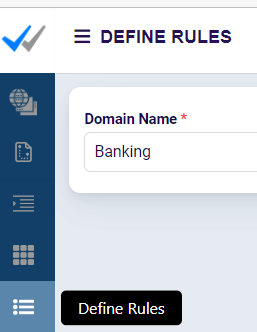 DEFINE RULES
Domain Name *
Banking
Define Rules